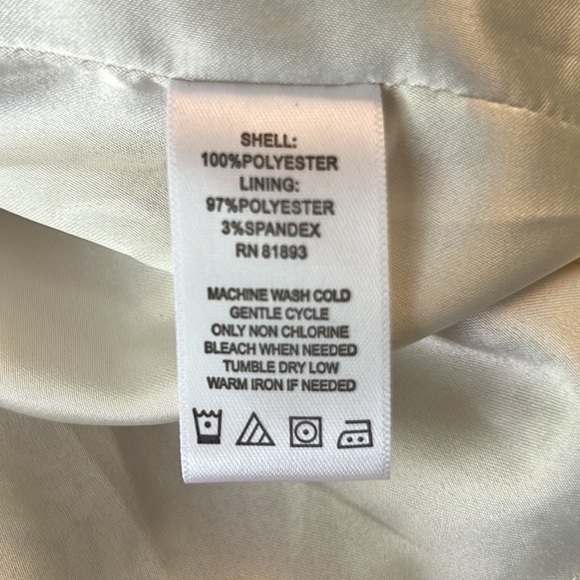 SHELL:
100%POLYESTER
LINING:
97%POLYESTER
3%SPANDEX
RN 81893
MACHINE WASH COLD
GENTLE CYCLE
ONLY NON CHLORINE
BLEACH WHEN NEEDED
TUMBLE DRY LOW
WARM IRON IF NEEDED